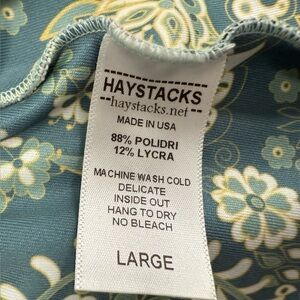 HAYSTACKS
--haystacks.net--
MADE IN USA
88% POLIDRI
12% LYCRA
MACHINE WASH COLD
DELICATE
INSIDE OUT
HANG TO DRY
NO BLEACH
LARGE